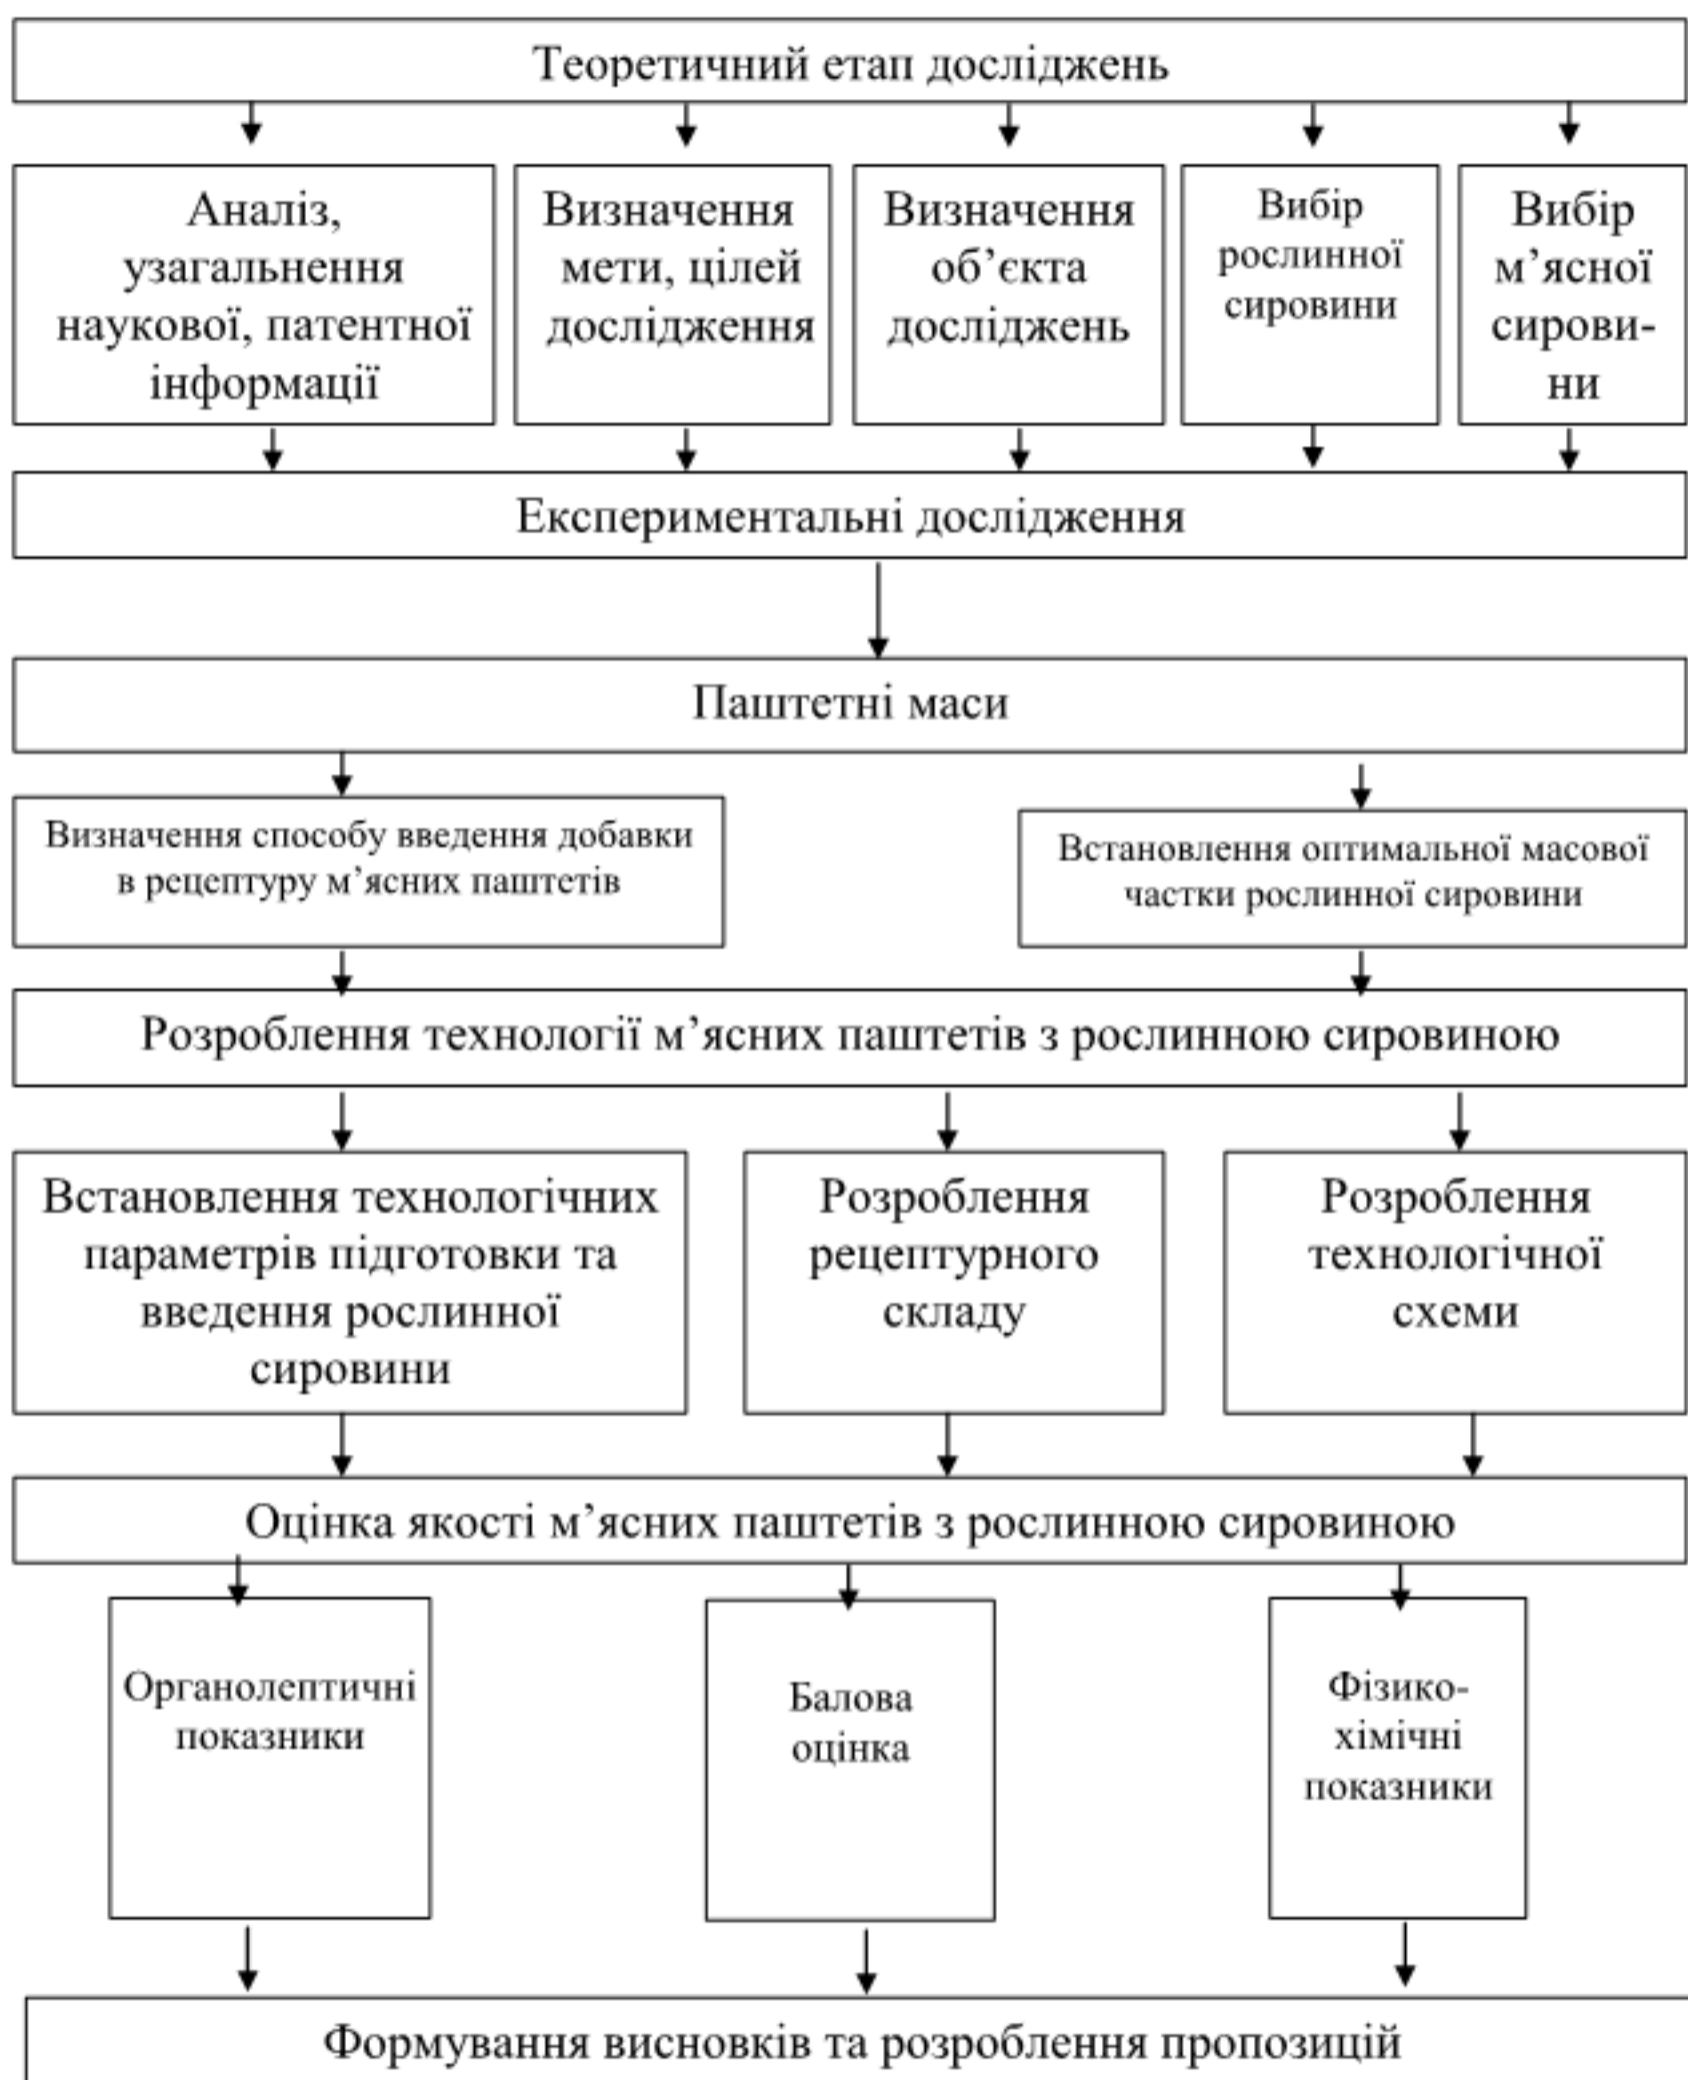 Теоретичний етап досліджень
Аналіз,
узагальнення
наукової, патентної
інформації
Визначення
мети, цілей
дослідження
Визначення
об’єкта
досліджень
Вибір
рослинної
сировини
Вибір
м’ясної
сирови-
ни
Експериментальні дослідження
Паштетні маси
Визначення способу введення добавки
в рецептуру м’ясних паштетів
Встановлення оптимальної масової
частки рослинної сировини
Розроблення технології м’ясних паштетів з рослинною сировиною
Встановлення технологічних
параметрів підготовки та
введення рослинної
сировини
Розроблення
рецептурного
складу
Розроблення
технологічної
схеми
Оцінка якості м’ясних паштетів з рослинною сировиною
Органолептичні
показники
Балова
оцінка
Фізико-
хімічні
показники
Формування висновків та розроблення пропозицій